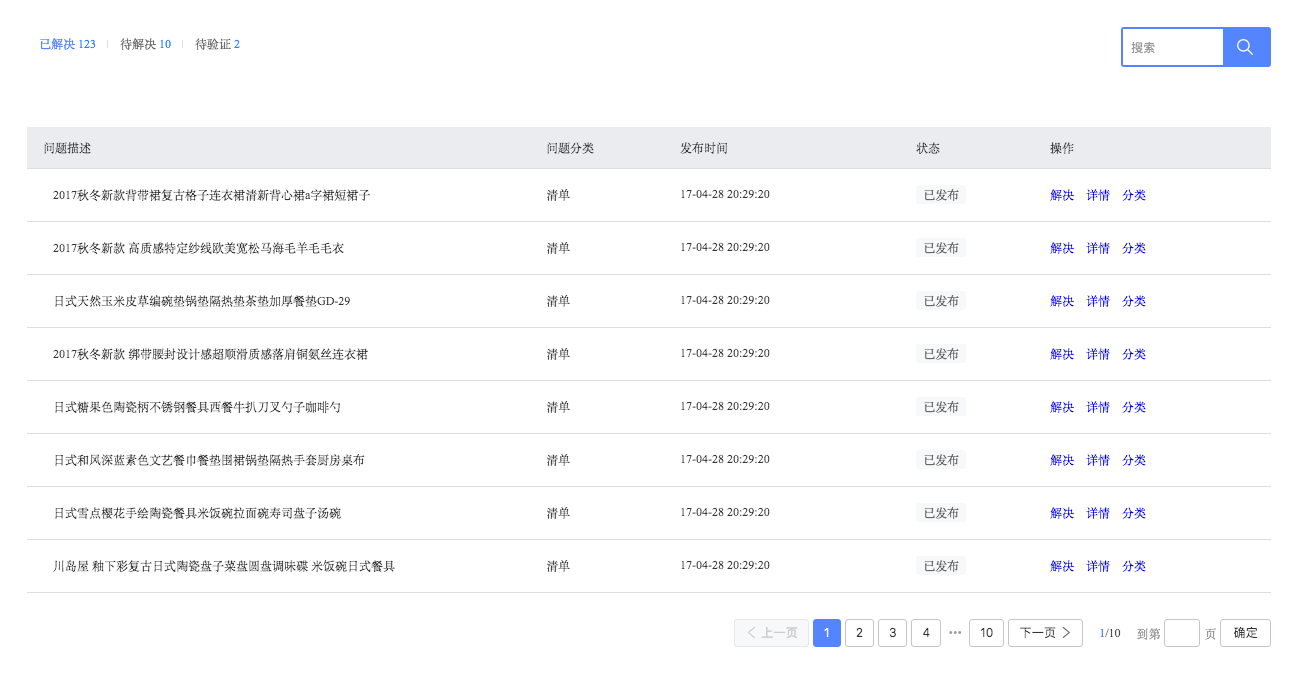 已解决 123 待解决 10 待验证 2
搜索
问题描述 问题分类 发布时间 状态 操作
2017秋冬新款背带裙复古格子连衣裙清新背心裙a字裙短裙子 清单 17-04-28 20:29:20 已发布 解决 详情 分类
2017秋冬新款 高质感特定纱线欧美宽松马海毛羊毛毛衣 清单 17-04-28 20:29:20 已发布 解决 详情 分类
日式天然玉米皮草编碗垫锅垫隔热垫茶垫加厚餐垫GD-29 清单 17-04-28 20:29:20 已发布 解决 详情 分类
2017秋冬新款 绑带腰封设计感超顺滑质感落肩铜氨丝连衣裙 清单 17-04-28 20:29:20 已发布 解决 详情 分类
日式糖果色陶瓷柄不锈钢餐具西餐牛扒刀叉勺子咖啡勺 清单 17-04-28 20:29:20 已发布 解决 详情 分类
日式和风深蓝素色文艺餐巾餐垫围裙锅垫隔热手套厨房桌布 清单 17-04-28 20:29:20 已发布 解决 详情 分类
日式雪点樱花手绘陶瓷餐具米饭碗拉面碗寿司盘子汤碗 清单 17-04-28 20:29:20 已发布 解决 详情 分类
川岛屋 釉下彩复古日式陶瓷盘子菜盘圆盘调味碟 米饭碗日式餐具 清单 17-04-28 20:29:20 已发布 解决 详情 分类
上一页 1 2 3 4 ••• 10 下一页 1/10 到第 页 确定